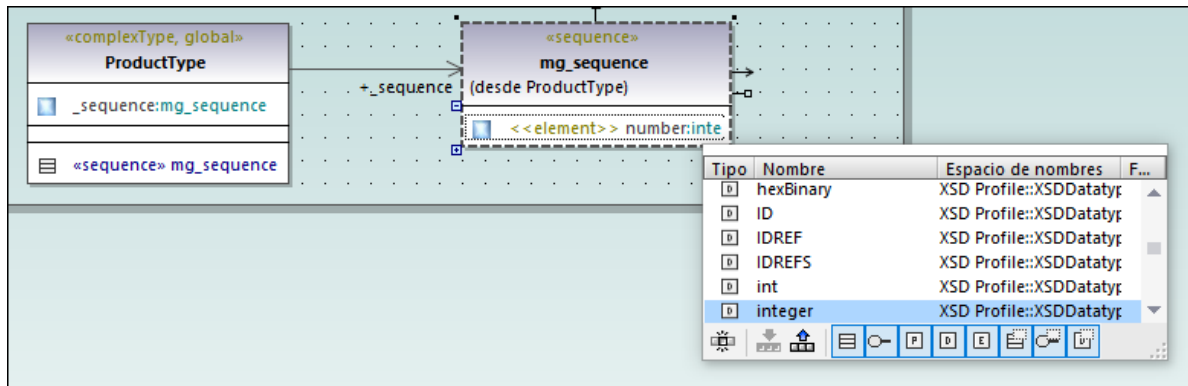 «complexType, global»
ProductType
_sequence:mg_sequence
«sequence» mg_sequence
+_sequence
«sequence»
mg_sequence
(desde ProductType)
<<element>> number:inte
Tipo Nombre Espacio de nombres F...
D hexBinary XSD Profile::XSDDatatyp
D ID XSD Profile::XSDDatatyp
D IDREF XSD Profile::XSDDatatyp
D IDREFS XSD Profile::XSDDatatyp
D int XSD Profile::XSDDatatyp
D integer XSD Profile::XSDDatatyp
P D E